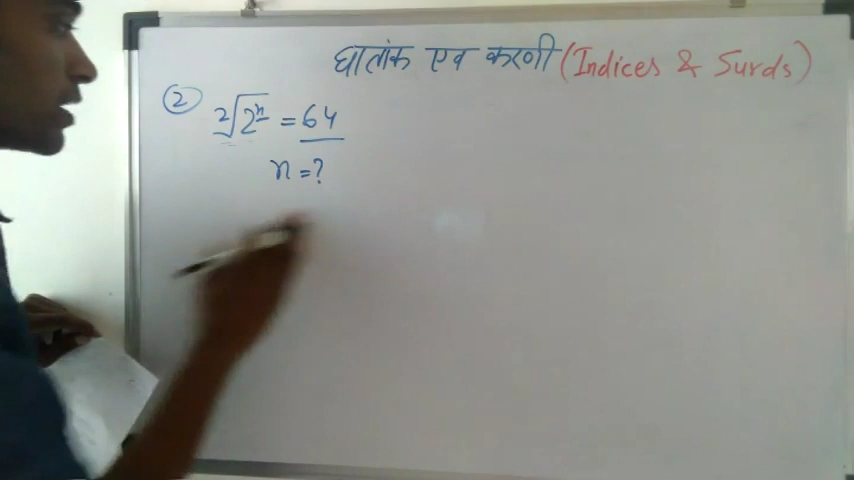 घातांक एव करणी (Indices & Surds)
② ²√2ⁿ = 64
n = ?